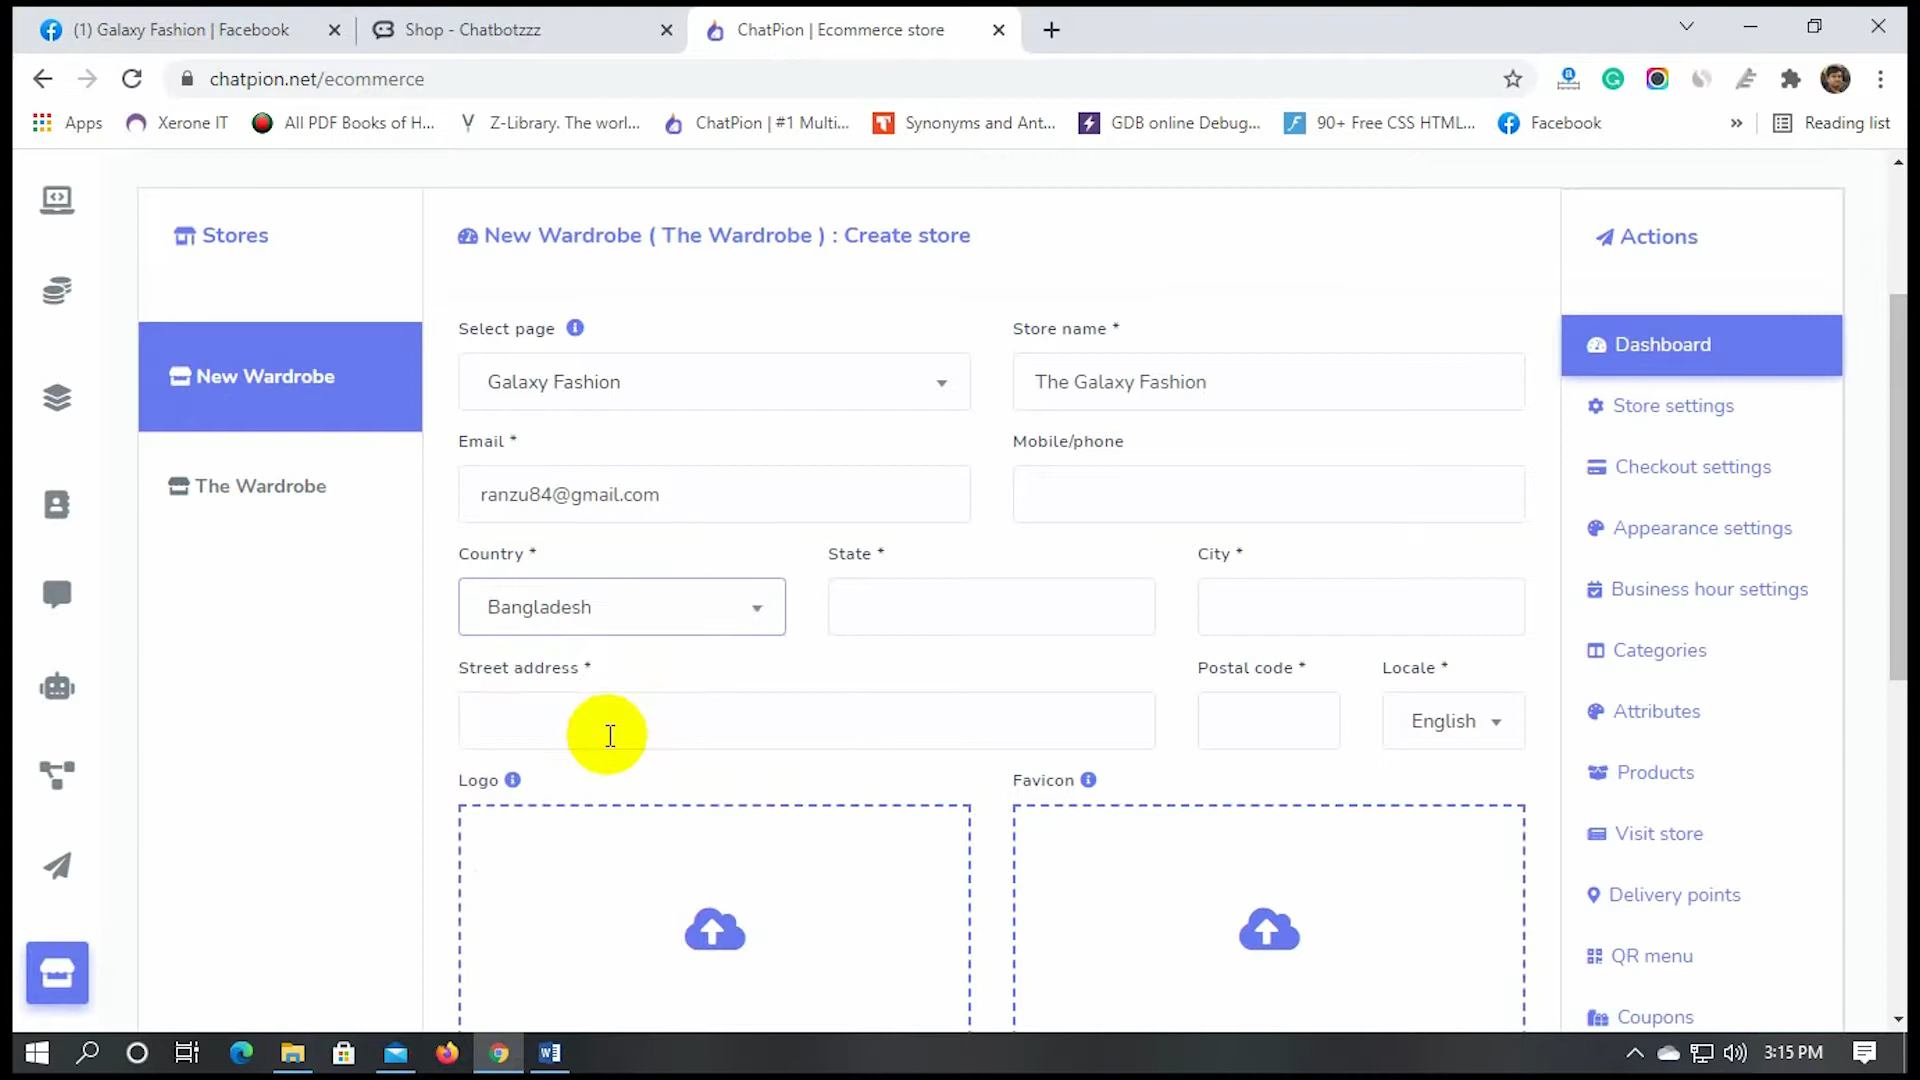 (1) Galaxy Fashion | Facebook
Shop - Chatbotzzz
ChatPion | Ecommerce store
chatpion.net/ecommerce
Apps
Xerone IT
All PDF Books of H...
Z-Library. The worl...
ChatPion | #1 Multi...
Synonyms and Ant...
GDB online Debug...
90+ Free CSS HTML...
Facebook
»
Reading list
Stores
New Wardrobe ( The Wardrobe ) : Create store
Actions
Select page
Store name *
Dashboard
New Wardrobe
Galaxy Fashion
The Galaxy Fashion
Store settings
Email *
Mobile/phone
Checkout settings
The Wardrobe
ranzu84@gmail.com
Appearance settings
Country *
State *
City *
Business hour settings
Bangladesh
Categories
Street address *
Postal code *
Locale *
Attributes
English
Products
Logo
Favicon
Visit store
Delivery points
QR menu
Coupons
3:15 PM